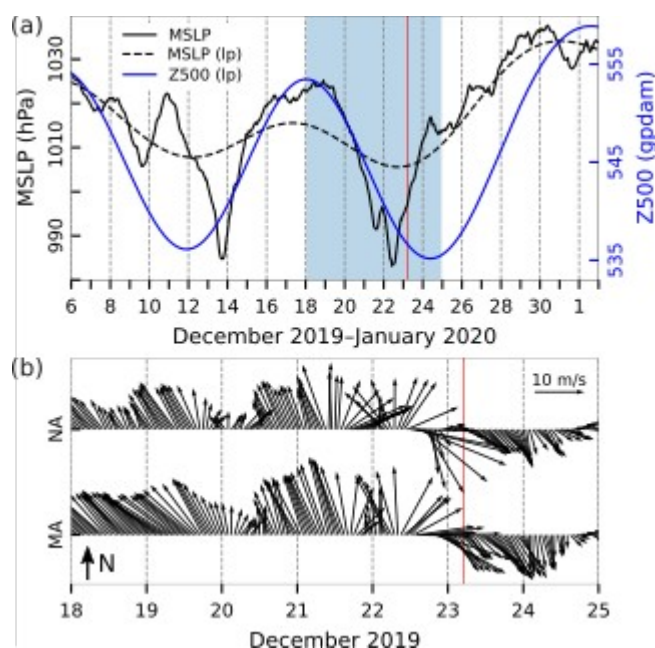 (a)
MSLP
MSLP (lp)
Z500 (lp)
MSLP (hPa)
1030
1010
990
Z500 (gpdam)
555
545
535
6 8 10 12 14 16 18 20 22 24 26 28 30 1
December 2019–January 2020
(b)
10 m/s
NA
MA
N
18 19 20 21 22 23 24 25
December 2019